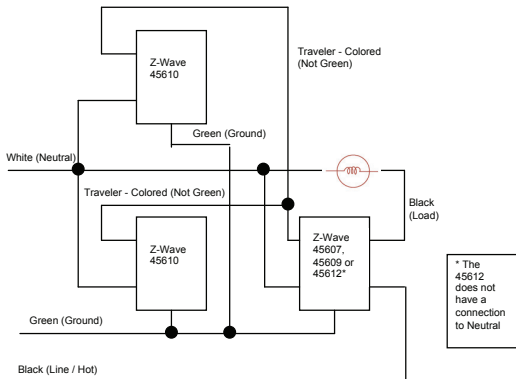 Z-Wave
45610
Traveler - Colored
(Not Green)
Green (Ground)
White (Neutral)
Traveler - Colored (Not Green)
Black
(Load)
Z-Wave
45610
Z-Wave
45607,
45609 or
45612*
* The
45612
does not
have a
connection
to Neutral
Green (Ground)
Black (Line / Hot)